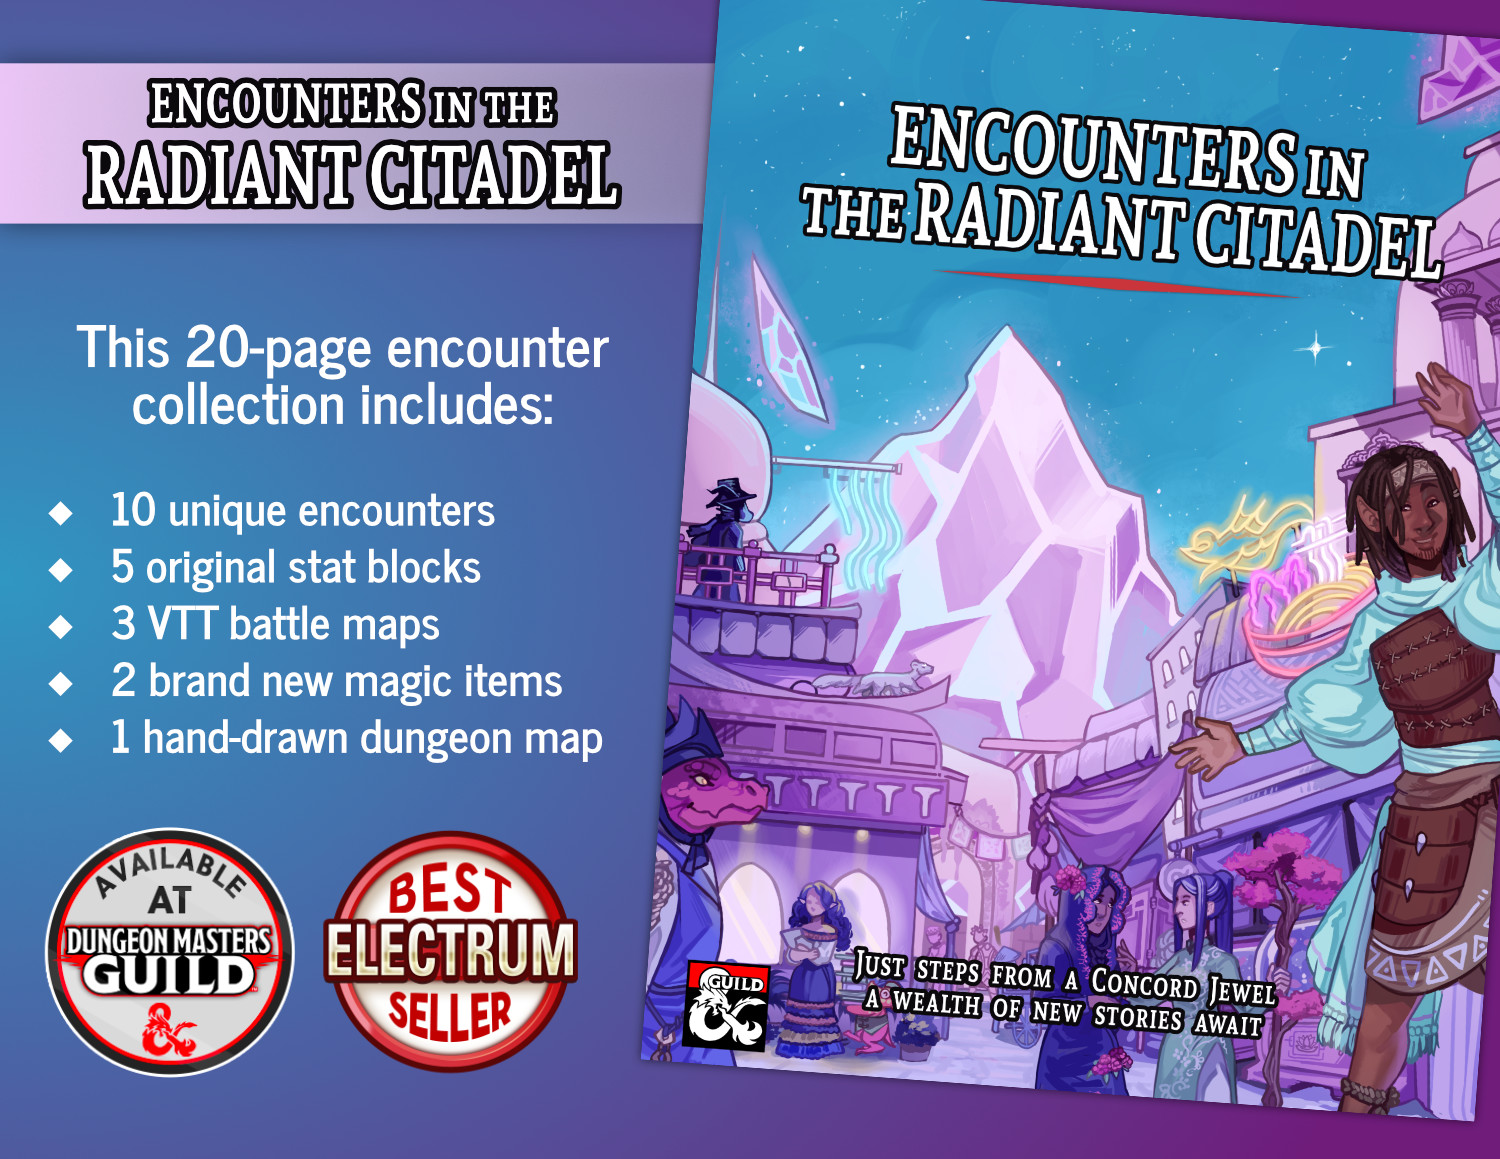 ENCOUNTERS IN THE
RADIANT CITADEL
This 20-page encounter
collection includes:
10 unique encounters
5 original stat blocks
3 VTT battle maps
2 brand new magic items
1 hand-drawn dungeon map
AVAILABLE
AT
DUNGEON MASTERS
GUILD
BEST
ELECTRUM
SELLER
ENCOUNTERS IN
THE RADIANT CITADEL
JUST STEPS FROM A CONCORD JEWEL
A WEALTH OF NEW STORIES AWAIT
GUILD